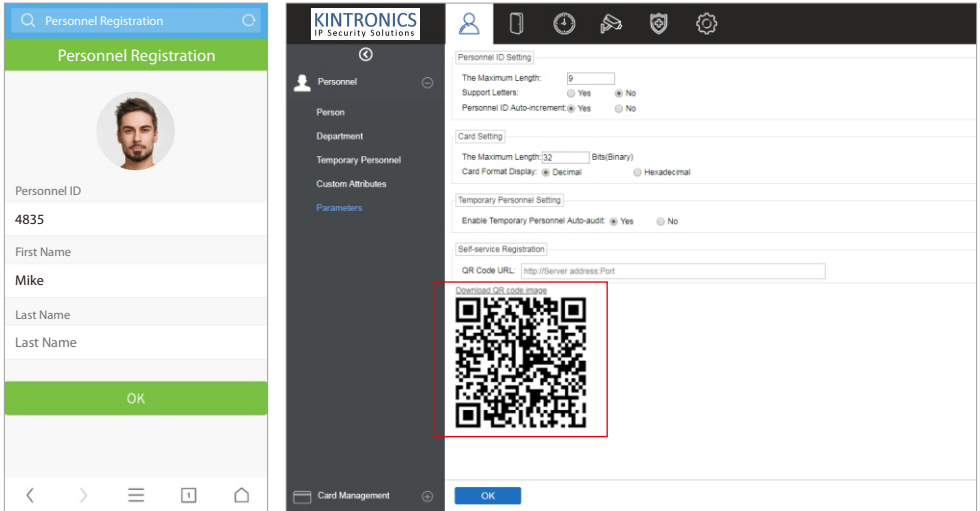 Personnel Registration
Personnel Registration
Personnel ID
4835
First Name
Mike
Last Name
Last Name
OK
1
KINTRONICS
IP Security Solutions
Personnel
Person
Department
Temporary Personnel
Custom Attributes
Parameters
Card Management
Personnel ID Setting
The Maximum Length: 9
Support Letters: Yes No
Personnel ID Auto-increment: Yes No
Card Setting
The Maximum Length: 32 Bits(Binary)
Card Format Display: Decimal Hexadecimal
Temporary Personnel Setting
Enable Temporary Personnel Auto-audit: Yes No
Self-service Registration
QR Code URL: http://Server address:Port
Download QR code image
OK